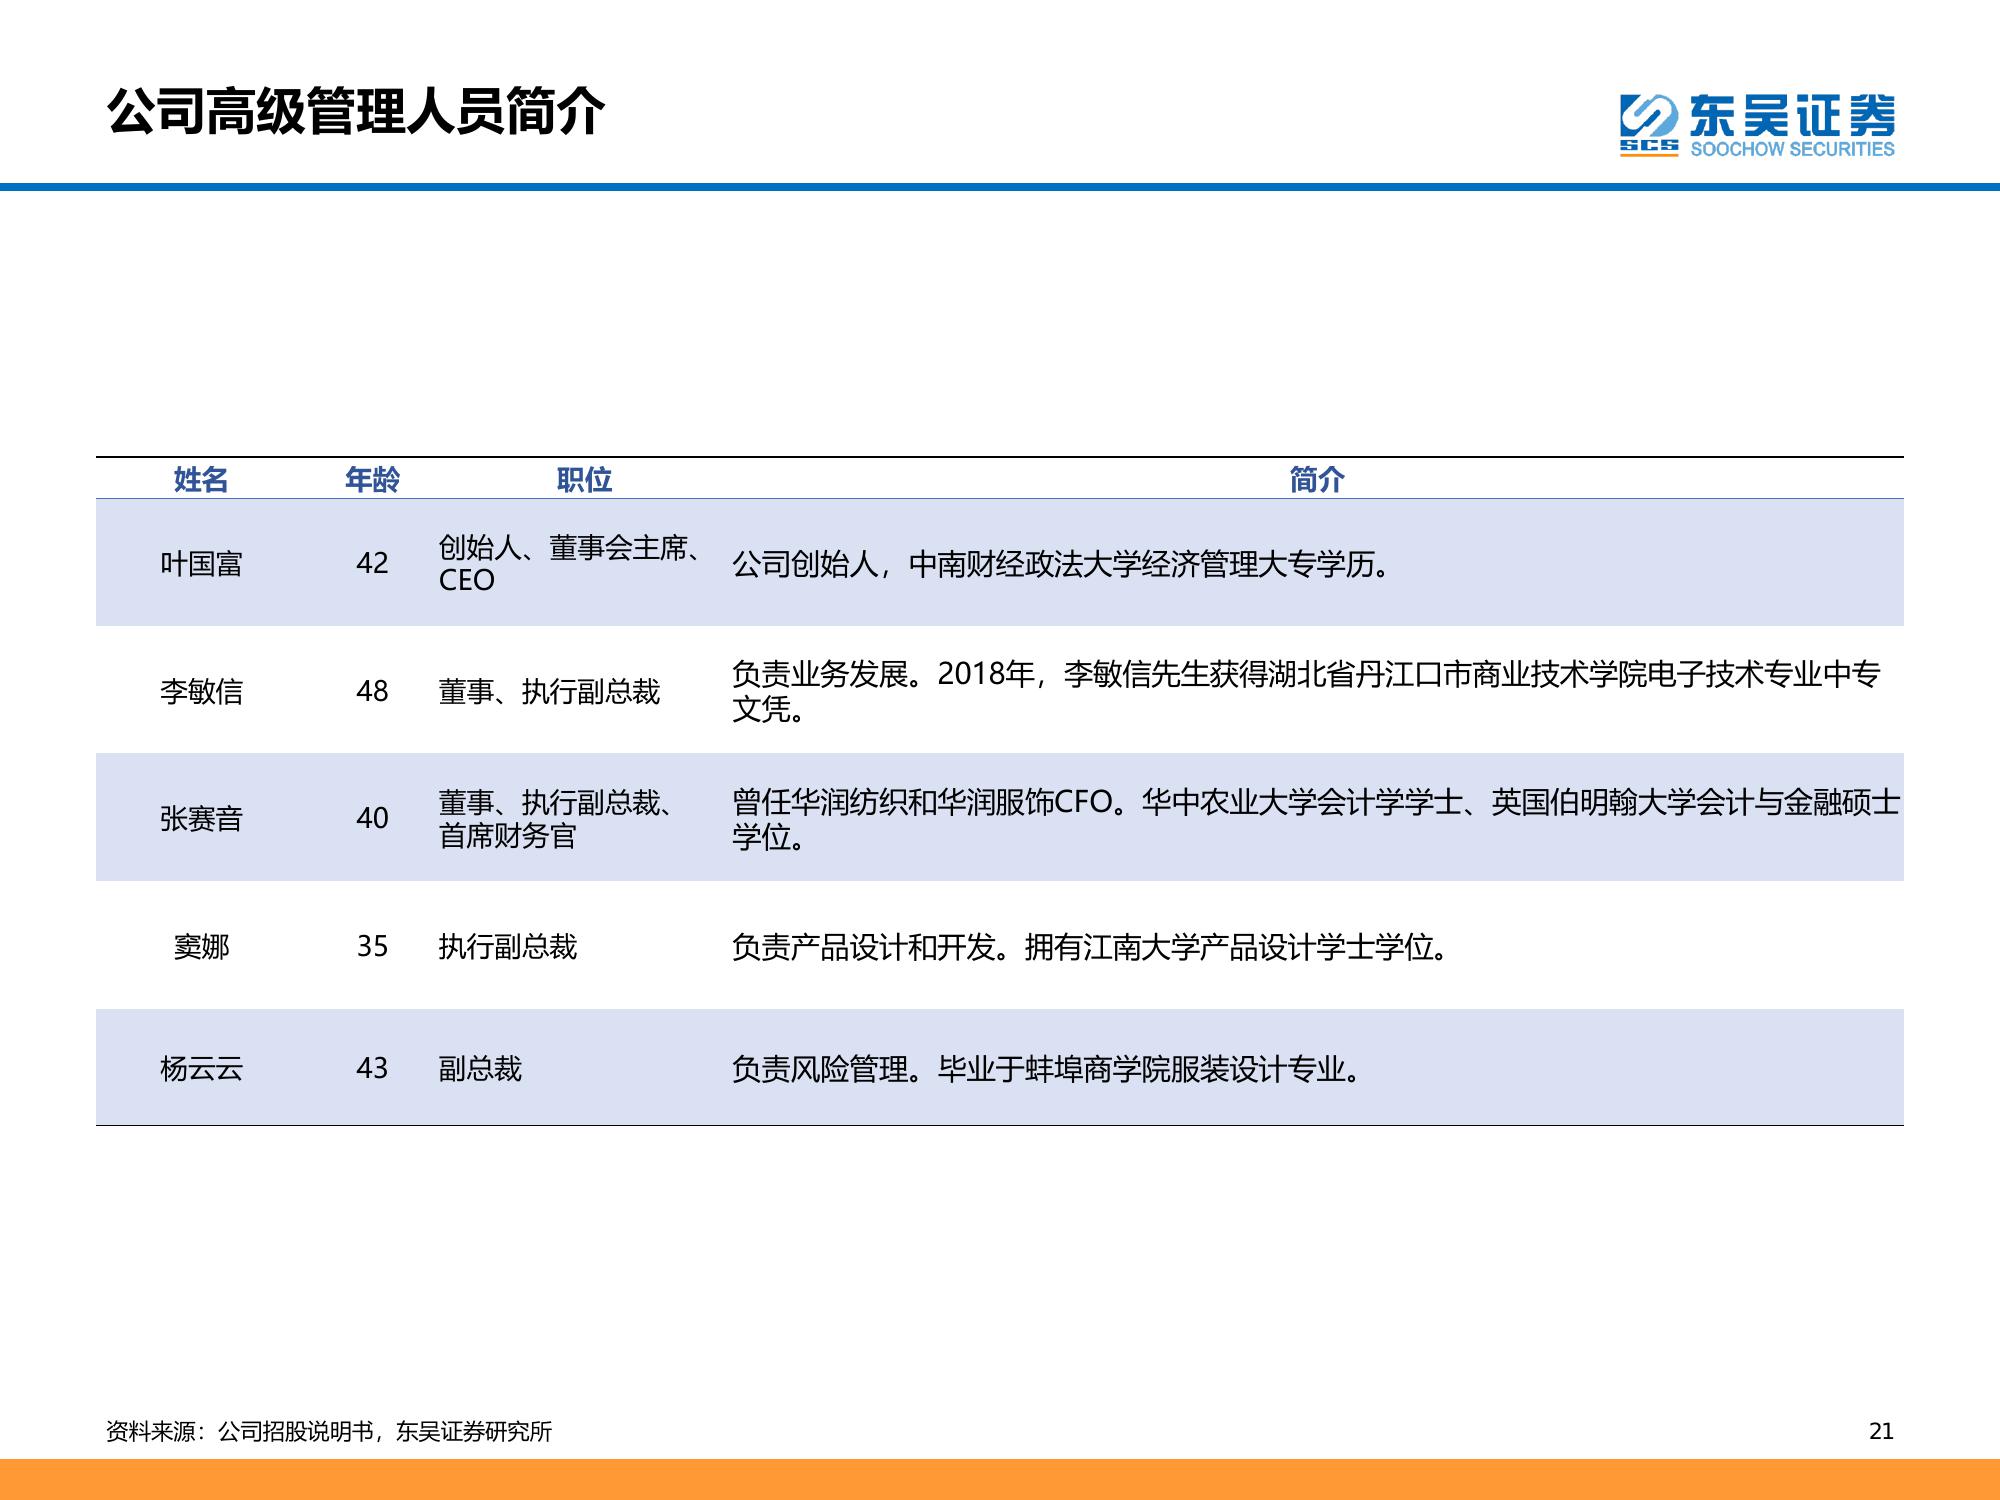 公司高级管理人员简介
SCS
东吴证券
SOOCHOW SECURITIES
姓名 年龄 职位 简介
叶国富 42 创始人、董事会主席、
CEO
公司创始人，中南财经政法大学经济管理大专学历。
李敏信 48 董事、执行副总裁
负责业务发展。2018年，李敏信先生获得湖北省丹江口市商业技术学院电子技术专业中专
文凭。
张赛音 40 董事、执行副总裁、
首席财务官
曾任华润纺织和华润服饰CFO。华中农业大学会计学学士、英国伯明翰大学会计与金融硕士
学位。
窦娜 35 执行副总裁 负责产品设计和开发。拥有江南大学产品设计学士学位。
杨云云 43 副总裁 负责风险管理。毕业于蚌埠商学院服装设计专业。
资料来源：公司招股说明书，东吴证券研究所
21